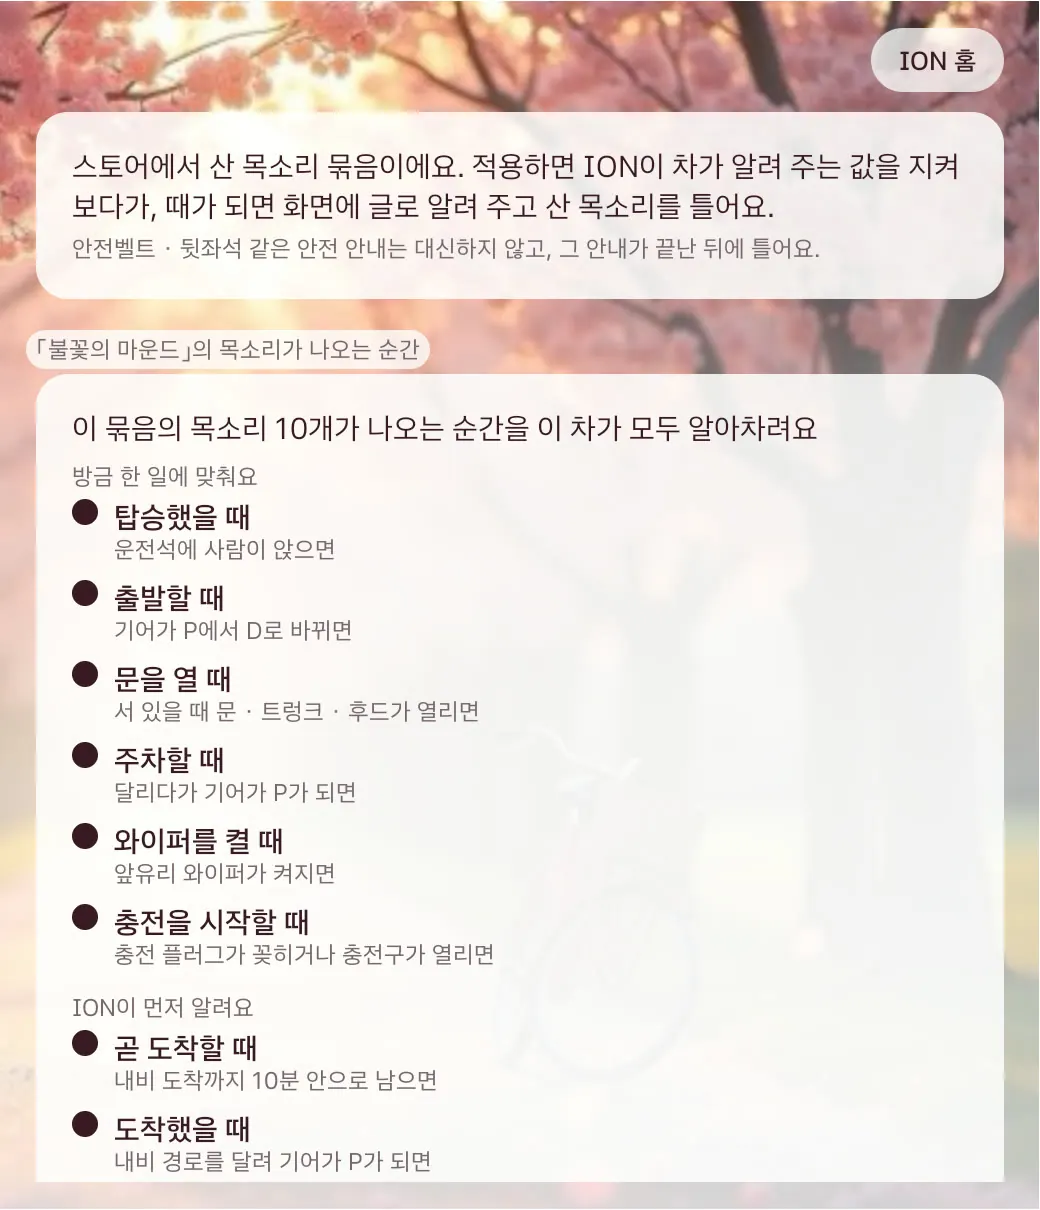 ION 홈
스토어에서 산 목소리 묶음이에요. 적용하면 ION이 차가 알려 주는 값을 지켜
보다가, 때가 되면 화면에 글로 알려 주고 산 목소리를 틀어요.
안전벨트 · 뒷좌석 같은 안전 안내는 대신하지 않고, 그 안내가 끝난 뒤에 틀어요.
「불꽃의 마운드」의 목소리가 나오는 순간
이 묶음의 목소리 10개가 나오는 순간을 이 차가 모두 알아차려요
방금 한 일에 맞춰요
탑승했을 때
운전석에 사람이 앉으면
출발할 때
기어가 P에서 D로 바뀌면
문을 열 때
서 있을 때 문 · 트렁크 · 후드가 열리면
주차할 때
달리다가 기어가 P가 되면
와이퍼를 켤 때
앞유리 와이퍼가 켜지면
충전을 시작할 때
충전 플러그가 꽂히거나 충전구가 열리면
ION이 먼저 알려요
곧 도착할 때
내비 도착까지 10분 안으로 남으면
도착했을 때
내비 경로를 달려 기어가 P가 되면